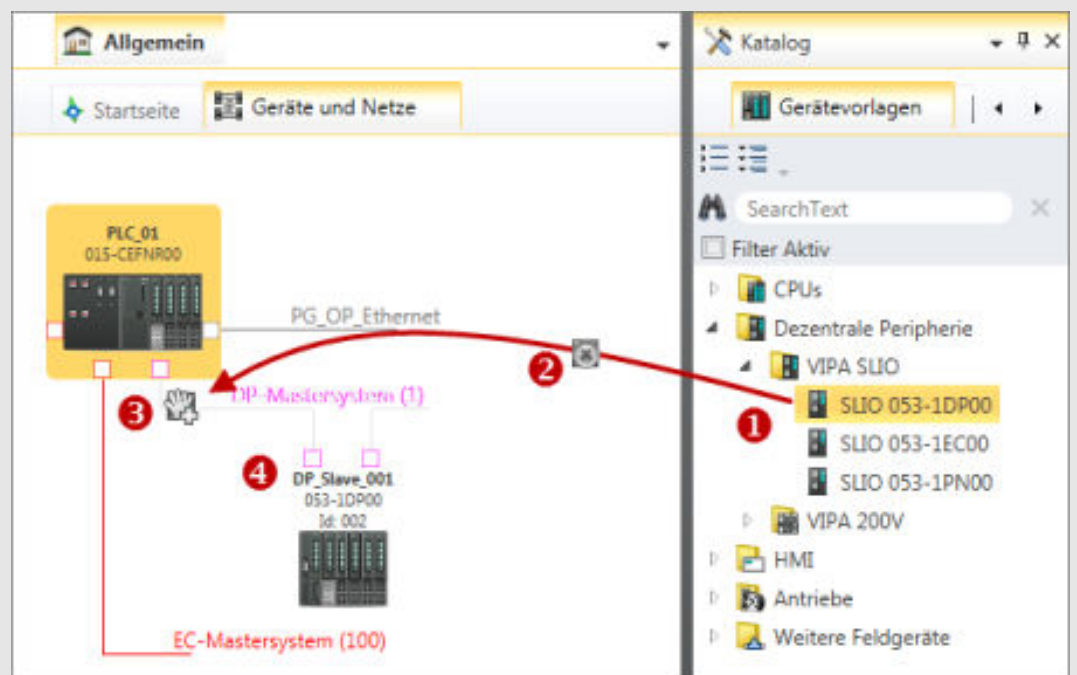 Allgemein
Startseite
Geräte und Netze
PLC_01
015-CEFNR00
PG_OP_Ethernet
2
3
DP-Mastersystem (1)
4
DP_Slave_001
053-1DP00
Id: 002
EC-Mastersystem (100)
Katalog
Gerätevorlagen
SearchText
Filter Aktiv
CPUs
Dezentrale Peripherie
VIPA SLIO
1
SLIO 053-1DP00
SLIO 053-1EC00
SLIO 053-1PN00
VIPA 200V
HMI
Antriebe
Weitere Feldgeräte